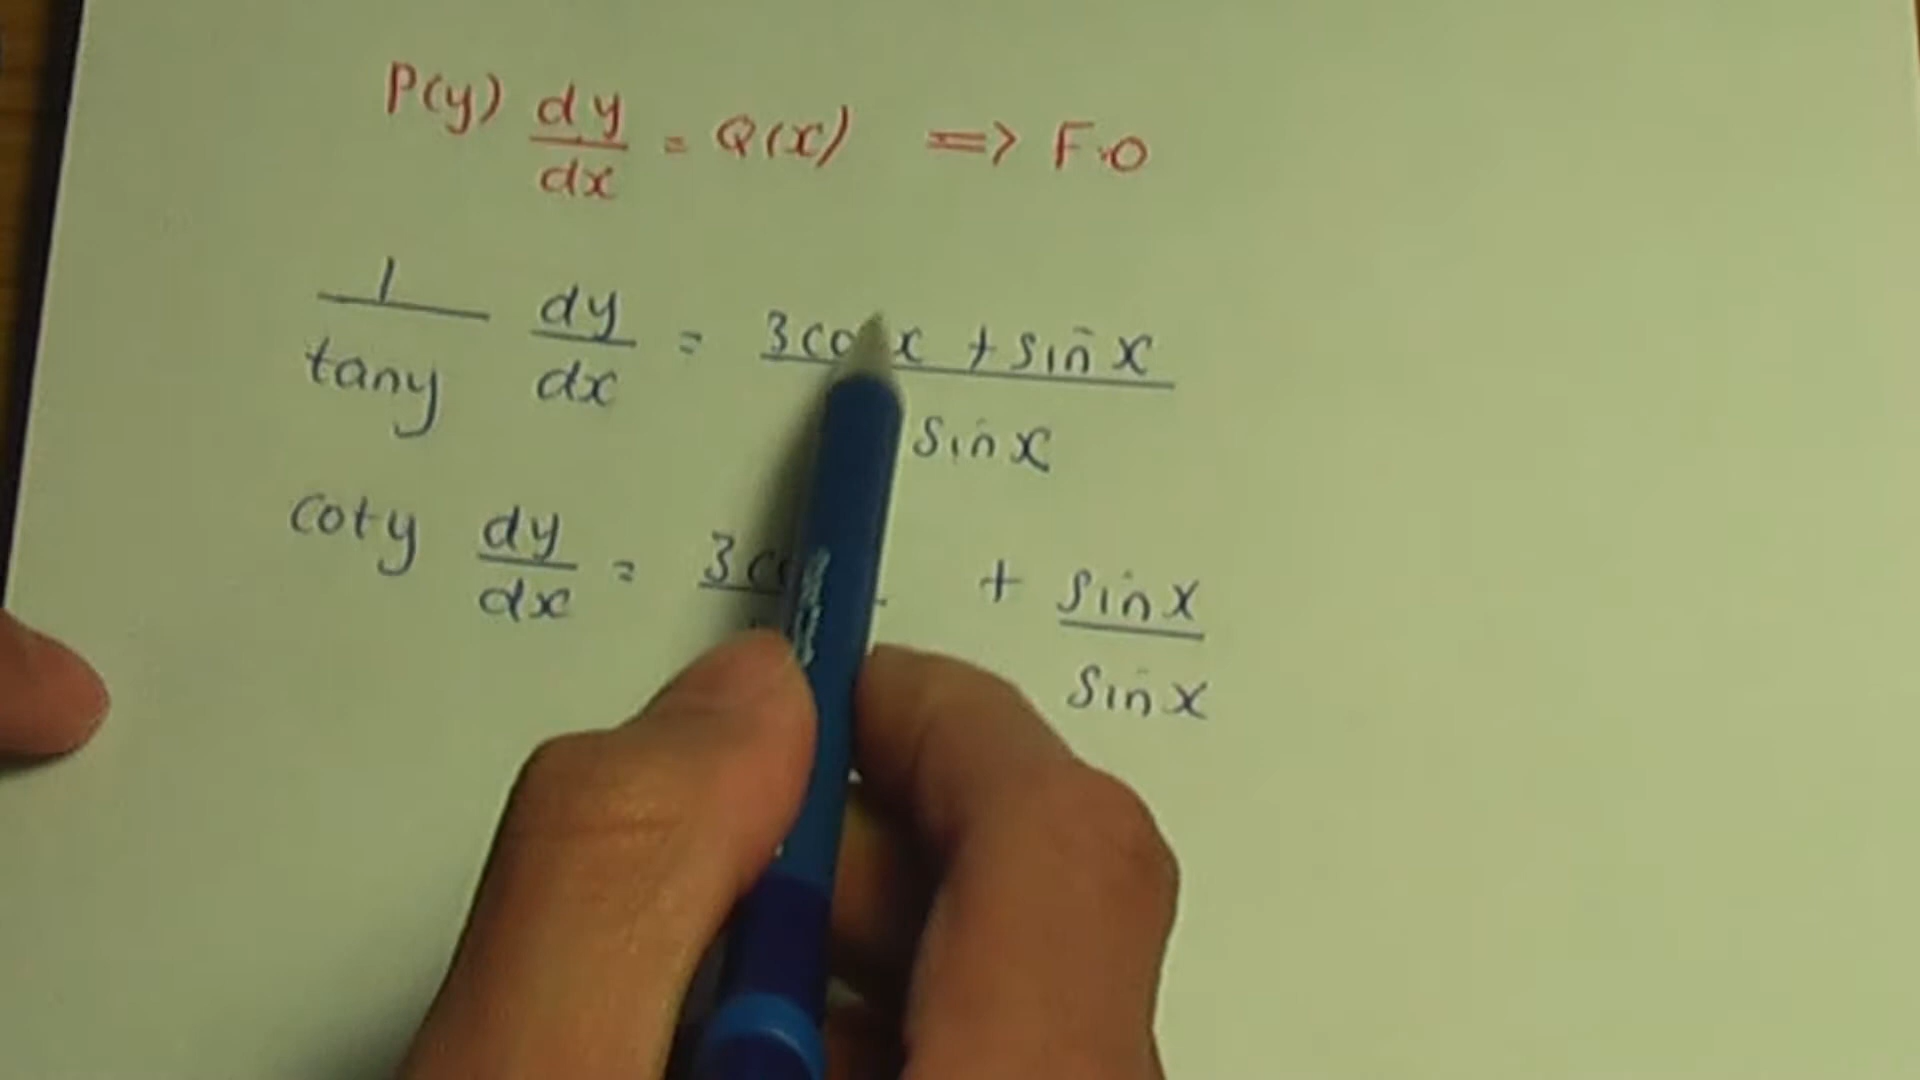 P(y) dy/dx = Q(x) => F.O
1/tany dy/dx = 3co x + sin x / sin x
coty dy/dx = 3c + sin x / sin x